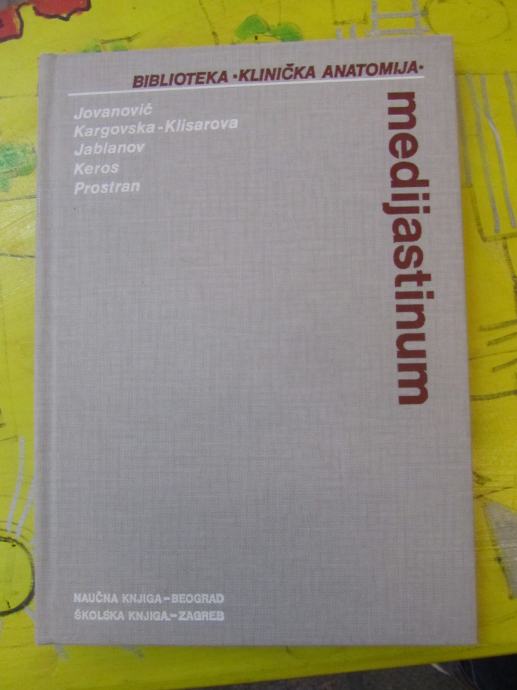 BIBLIOTEKA •KLINIČKA ANATOMIJA•
Jovanović
Kargovska-Klisarova
Jablanov
Keros
Prostran
medijastinum
NAUČNA KNJIGA–BEOGRAD
ŠKOLSKA KNJIGA.–ZAGREB